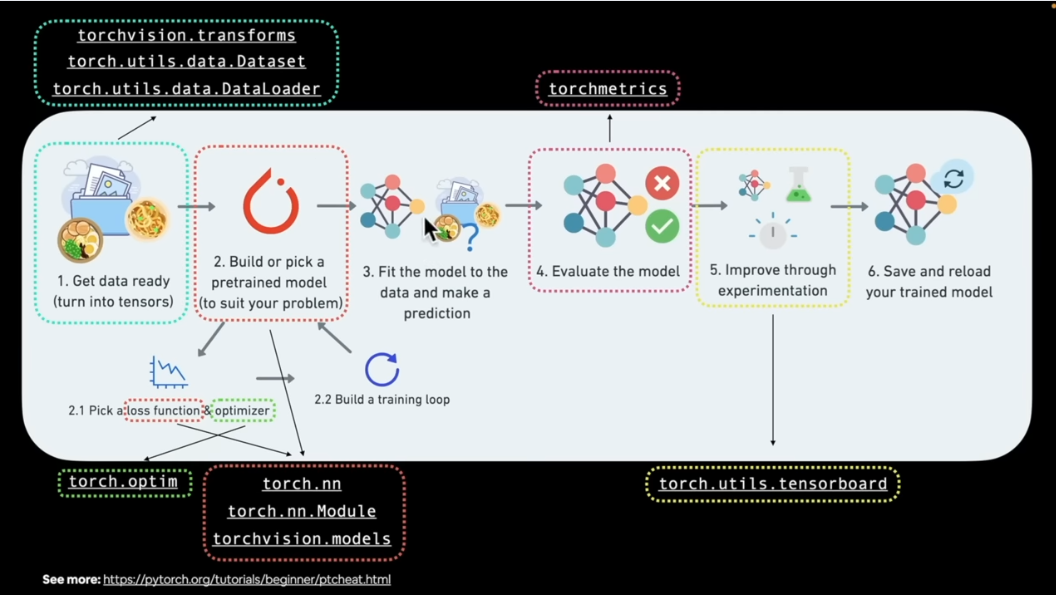 torchvision.transforms
torch.utils.data.Dataset
torch.utils.data.DataLoader
torchmetrics
1. Get data ready
(turn into tensors)
2. Build or pick a
pretrained model
(to suit your problem)
3. Fit the model to the
data and make a
prediction
4. Evaluate the model
5. Improve through
experimentation
6. Save and reload
your trained model
2.1 Pick a loss function & optimizer
2.2 Build a training loop
torch.optim
torch.nn
torch.nn.Module
torchvision.models
torch.utils.tensorboard
See more: https://pytorch.org/tutorials/beginner/ptcheat.html